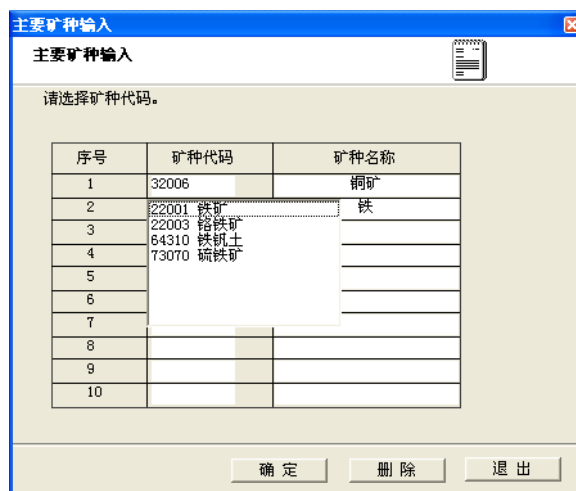 主要矿种输入
主要矿种输入
请选择矿种代码。
序号 矿种代码 矿种名称
1 32006 铜矿
2 铁
22001 铁矿
22003 铬铁矿
64310 铁钒土
73070 硫铁矿
3
4
5
6
7
8
9
10
确 定 删 除 退 出